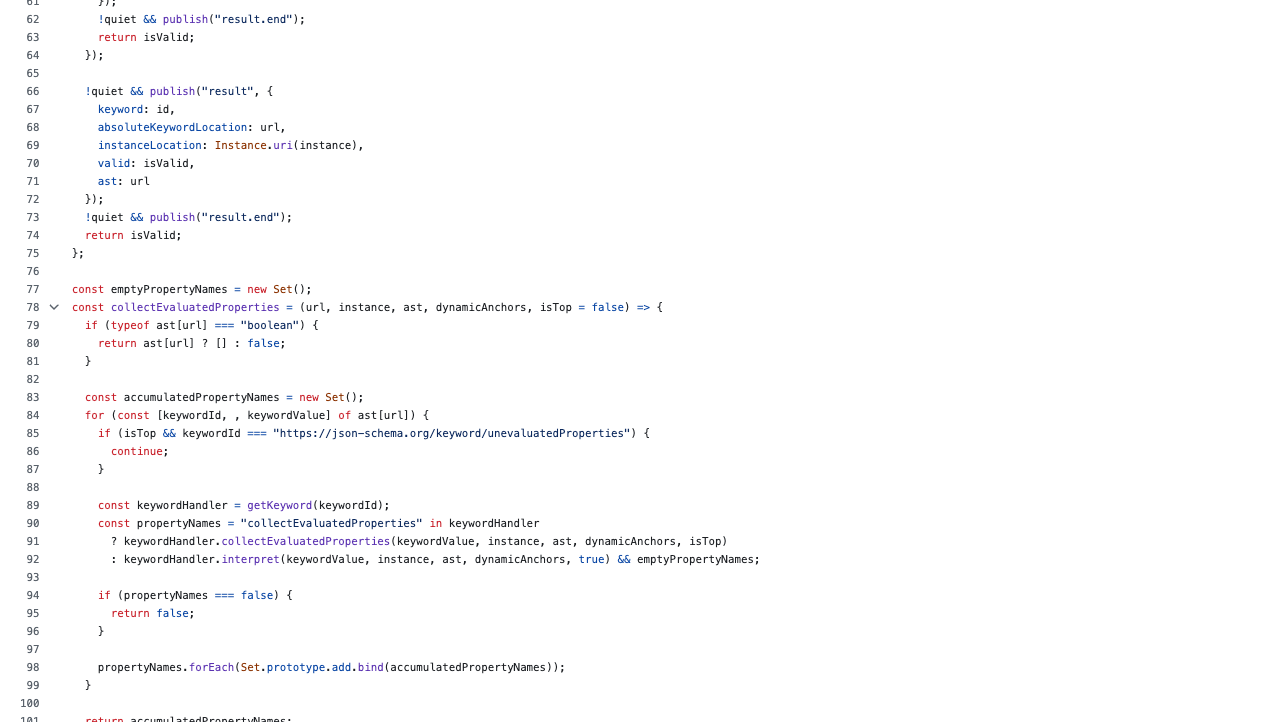 61         });
62         !quiet && publish("result.end");
63         return isValid;
64       });
65
66       !quiet && publish("result", {
67         keyword: id,
68         absoluteKeywordLocation: url,
69         instanceLocation: Instance.uri(instance),
70         valid: isValid,
71         ast: url
72       });
73       !quiet && publish("result.end");
74       return isValid;
75     };
76
77     const emptyPropertyNames = new Set();
78     const collectEvaluatedProperties = (url, instance, ast, dynamicAnchors, isTop = false) => {
79       if (typeof ast[url] === "boolean") {
80         return ast[url] ? [] : false;
81       }
82
83       const accumulatedPropertyNames = new Set();
84       for (const [keywordId, , keywordValue] of ast[url]) {
85         if (isTop && keywordId === "https://json-schema.org/keyword/unevaluatedProperties") {
86           continue;
87         }
88
89         const keywordHandler = getKeyword(keywordId);
90         const propertyNames = "collectEvaluatedProperties" in keywordHandler
91           ? keywordHandler.collectEvaluatedProperties(keywordValue, instance, ast, dynamicAnchors, isTop)
92           : keywordHandler.interpret(keywordValue, instance, ast, dynamicAnchors, true) && emptyPropertyNames;
93
94         if (propertyNames === false) {
95           return false;
96         }
97
98         propertyNames.forEach(Set.prototype.add.bind(accumulatedPropertyNames));
99       }
100
101       return accumulatedPropertyNames;